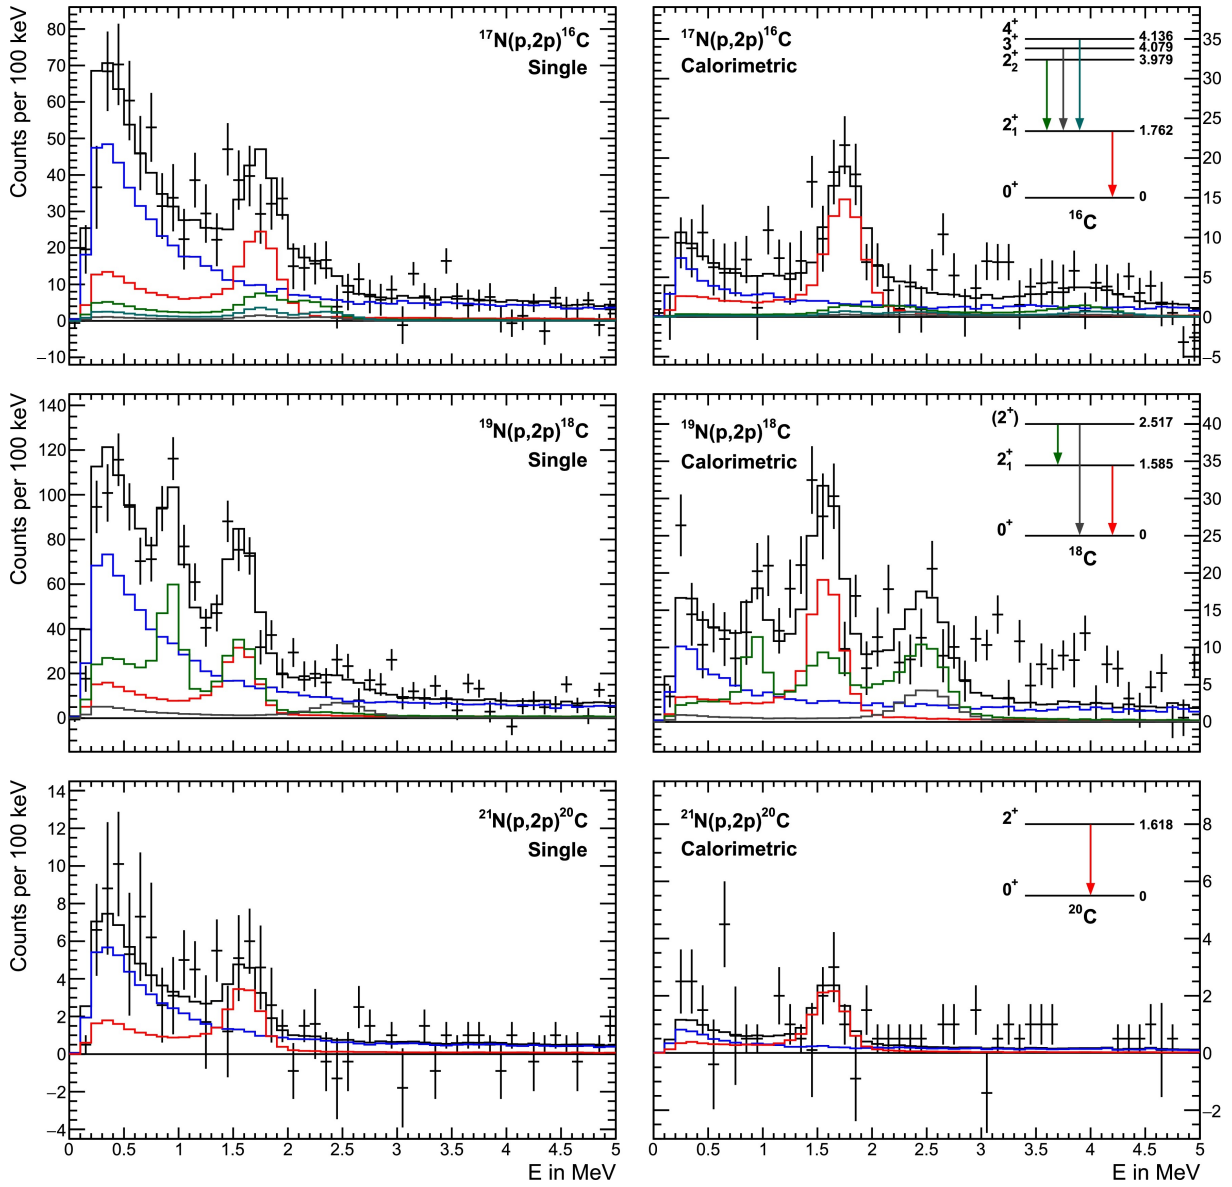 ¹⁷N(p,2p)¹⁶C
Single
Counts per 100 keV
80
70
60
50
40
30
20
10
0
−10
¹⁷N(p,2p)¹⁶C
Calorimetric
4⁺ 4.136
3⁺ 4.079
2₂⁺ 3.979
2₁⁺ 1.762
0⁺ 0
¹⁶C
35
30
25
20
15
10
5
0
−5
¹⁹N(p,2p)¹⁸C
Single
Counts per 100 keV
140
120
100
80
60
40
20
0
¹⁹N(p,2p)¹⁸C
Calorimetric
(2⁺) 2.517
2₁⁺ 1.585
0⁺ 0
¹⁸C
40
35
30
25
20
15
10
5
0
²¹N(p,2p)²⁰C
Single
Counts per 100 keV
14
12
10
8
6
4
2
0
−2
−4
0 0.5 1 1.5 2 2.5 3 3.5 4 4.5 5
E in MeV
²¹N(p,2p)²⁰C
Calorimetric
2⁺ 1.618
0⁺ 0
²⁰C
8
6
4
2
0
−2
0.5 1 1.5 2 2.5 3 3.5 4 4.5 5
E in MeV